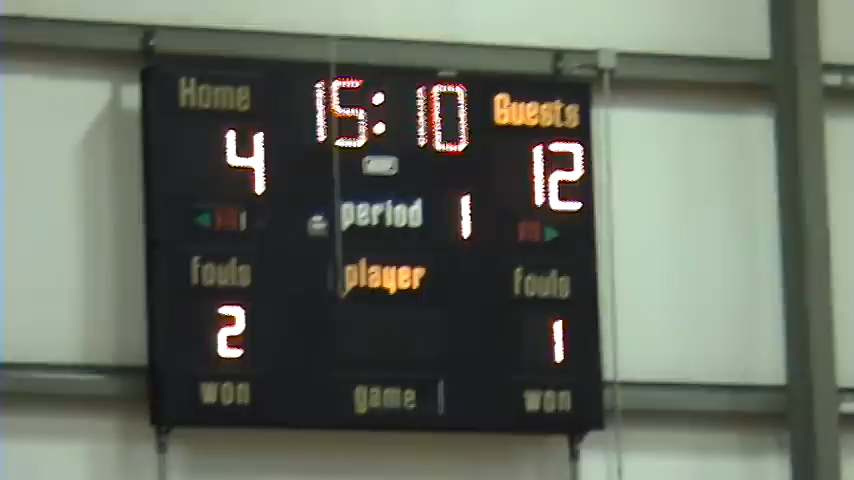 Home 15:10 Guests
4 12
period 1
fouls player fouls
2 1
won game won